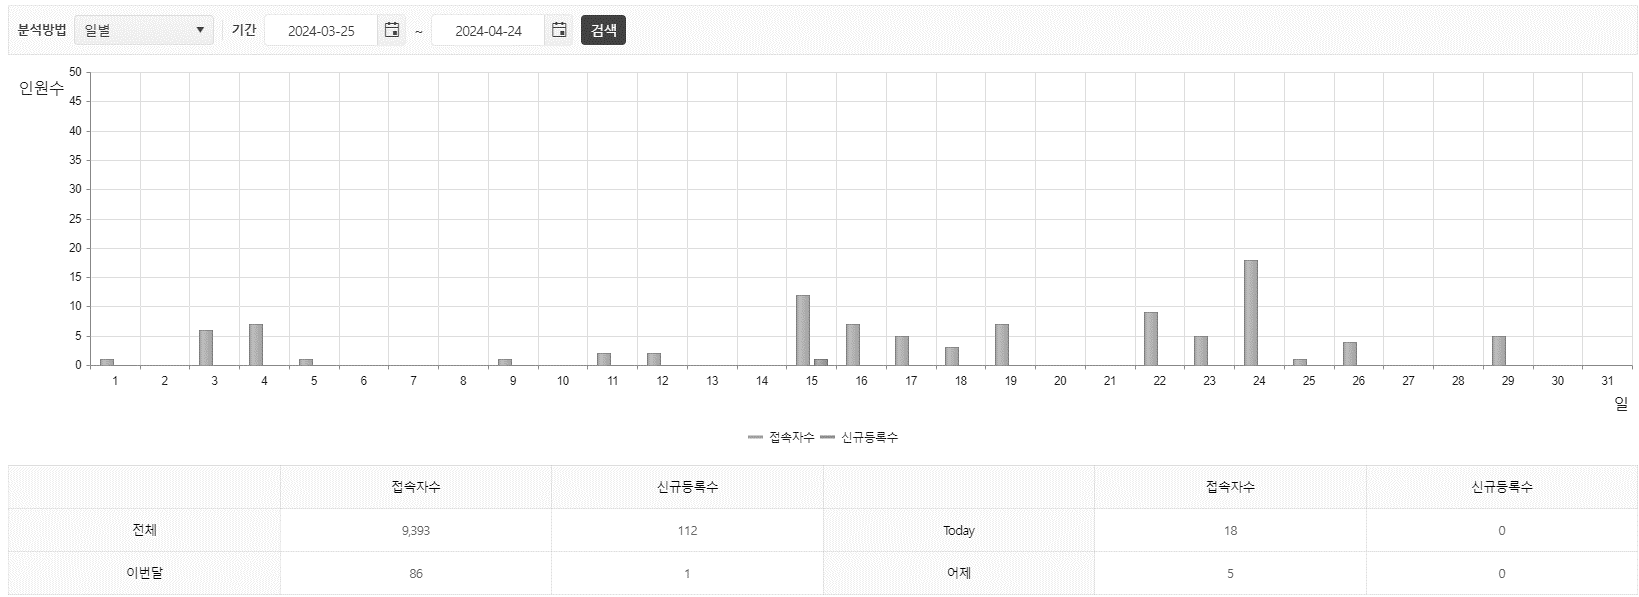 분석방법 일별 기간 2024-03-25 ~ 2024-04-24 검색
인원수
50
45
40
35
30
25
20
15
10
5
0
1 2 3 4 5 6 7 8 9 10 11 12 13 14 15 16 17 18 19 20 21 22 23 24 25 26 27 28 29 30 31
일
접속자수 신규등록수
접속자수 신규등록수 접속자수 신규등록수
전체 9,393 112 Today 18 0
이번달 86 1 어제 5 0